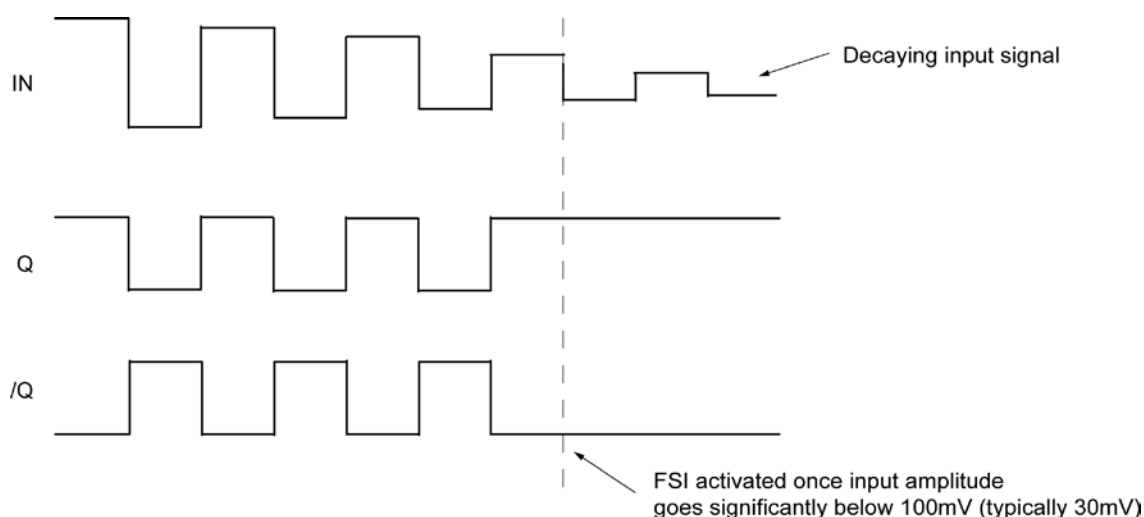 IN
Decaying input signal
Q
/Q
FSI activated once input amplitude
goes significantly below 100mV (typically 30mV)